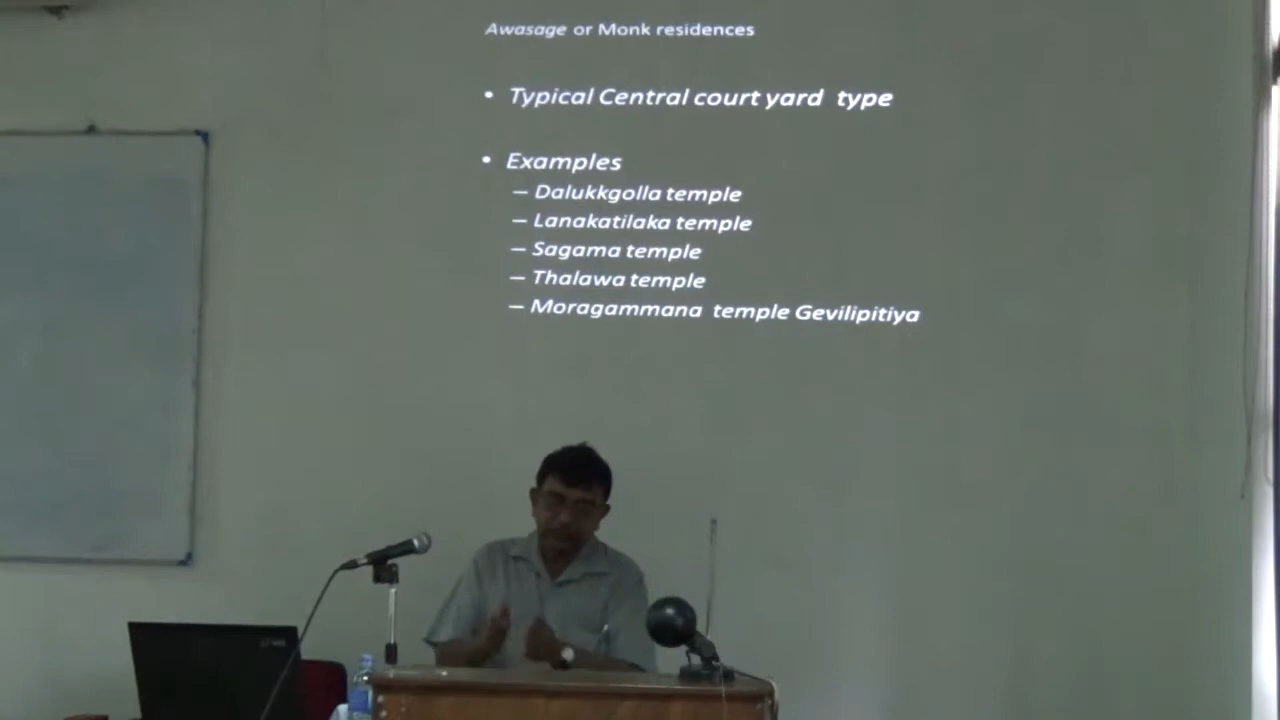 Awasage or Monk residences
• Typical Central court yard type
• Examples
– Dalukkgolla temple
– Lanakatilaka temple
– Sagama temple
– Thalawa temple
– Moragammana temple Gevilipitiya